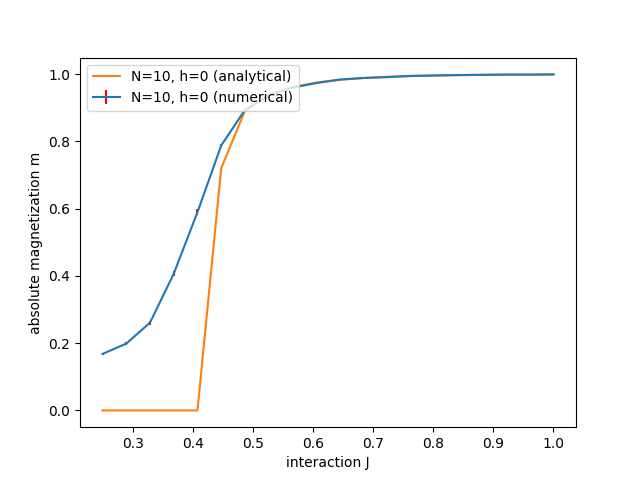 N=10, h=0 (analytical)
N=10, h=0 (numerical)
absolute magnetization m
1.0
0.8
0.6
0.4
0.2
0.0
0.3 0.4 0.5 0.6 0.7 0.8 0.9 1.0
interaction J